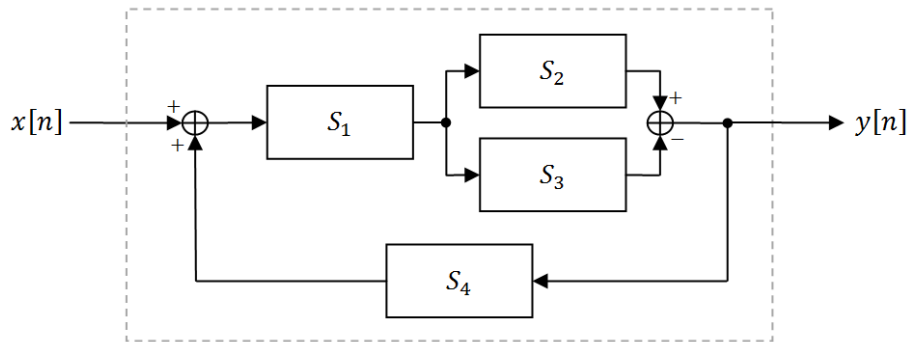 x[n]
+
+
S₁
S₂
S₃
+
−
y[n]
S₄